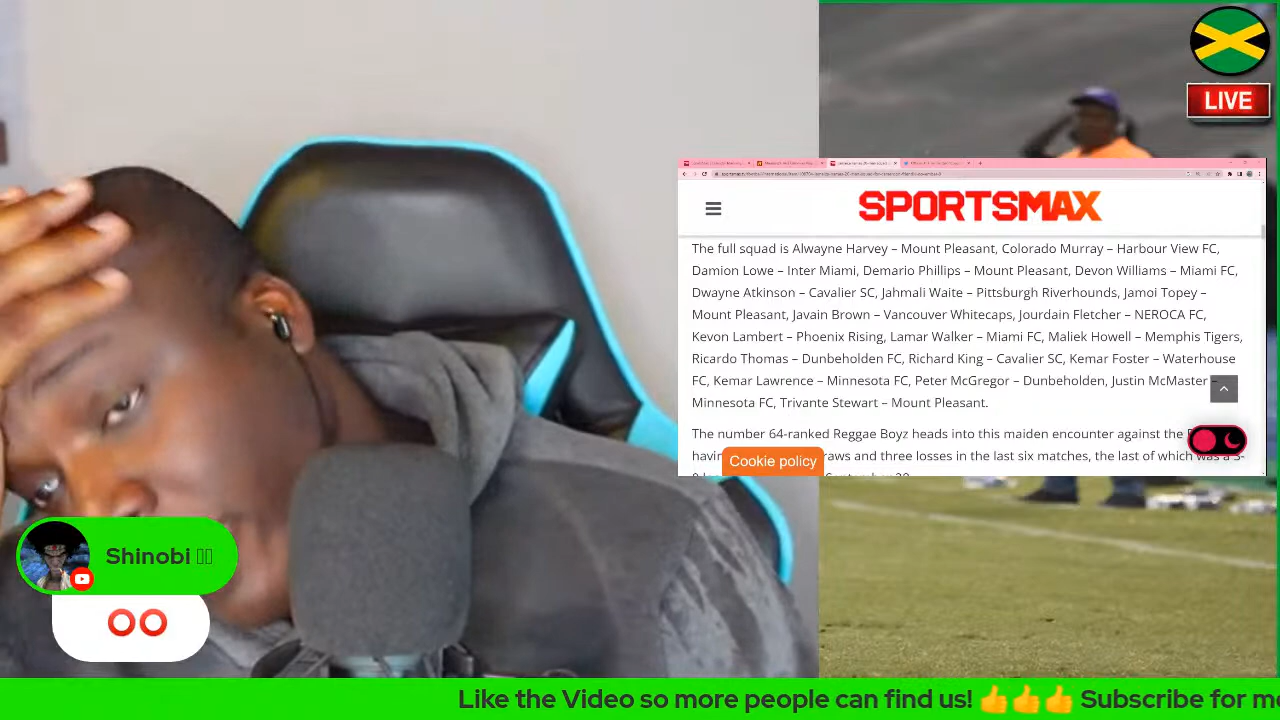 LIVE
SPORTSMAX
The full squad is Alwayne Harvey – Mount Pleasant, Colorado Murray – Harbour View FC,
Damion Lowe – Inter Miami, Demario Phillips – Mount Pleasant, Devon Williams – Miami FC,
Dwayne Atkinson – Cavalier SC, Jahmali Waite – Pittsburgh Riverhounds, Jamoi Topey –
Mount Pleasant, Javain Brown – Vancouver Whitecaps, Jourdain Fletcher – NEROCA FC,
Kevon Lambert – Phoenix Rising, Lamar Walker – Miami FC, Maliek Howell – Memphis Tigers,
Ricardo Thomas – Dunbeholden FC, Richard King – Cavalier SC, Kemar Foster – Waterhouse
FC, Kemar Lawrence – Minnesota FC, Peter McGregor – Dunbeholden, Justin McMaster –
Minnesota FC, Trivante Stewart – Mount Pleasant.
The number 64-ranked Reggae Boyz heads into this maiden encounter against the
raws and three losses in the last six matches, the last of which was a 3-
Cookie policy
Shinobi
⭕⭕
Like the Video so more people can find us! 👍👍👍 Subscribe for